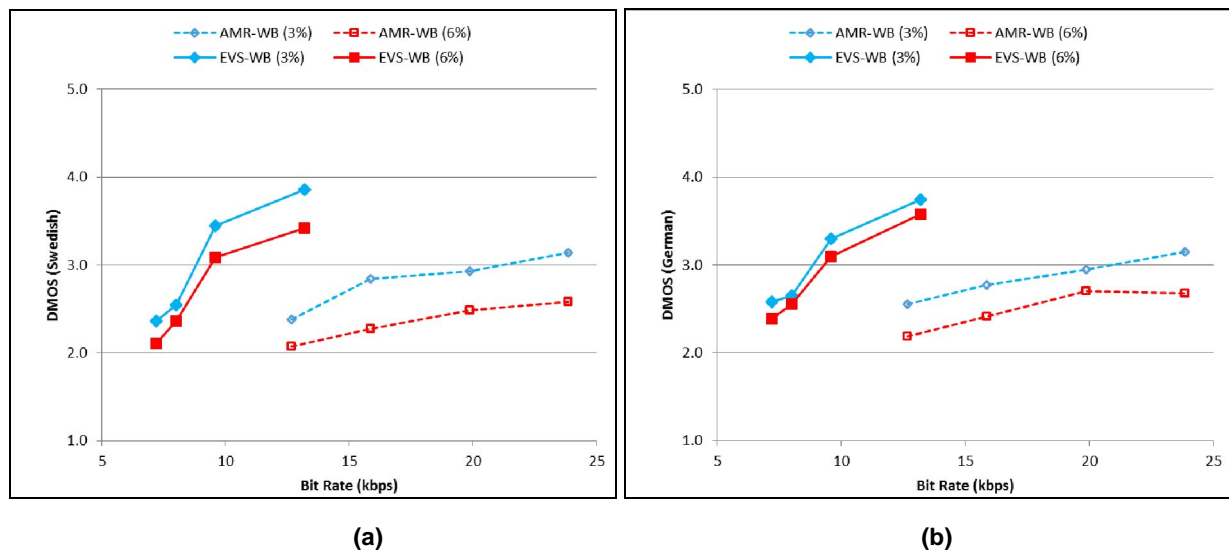 AMR-WB (3%) AMR-WB (6%)
EVS-WB (3%) EVS-WB (6%)
5.0
4.0
3.0
2.0
1.0
DMOS (Swedish)
5 10 15 20 25
Bit Rate (kbps)
(a)
AMR-WB (3%) AMR-WB (6%)
EVS-WB (3%) EVS-WB (6%)
5.0
4.0
3.0
2.0
1.0
DMOS (German)
5 10 15 20 25
Bit Rate (kbps)
(b)